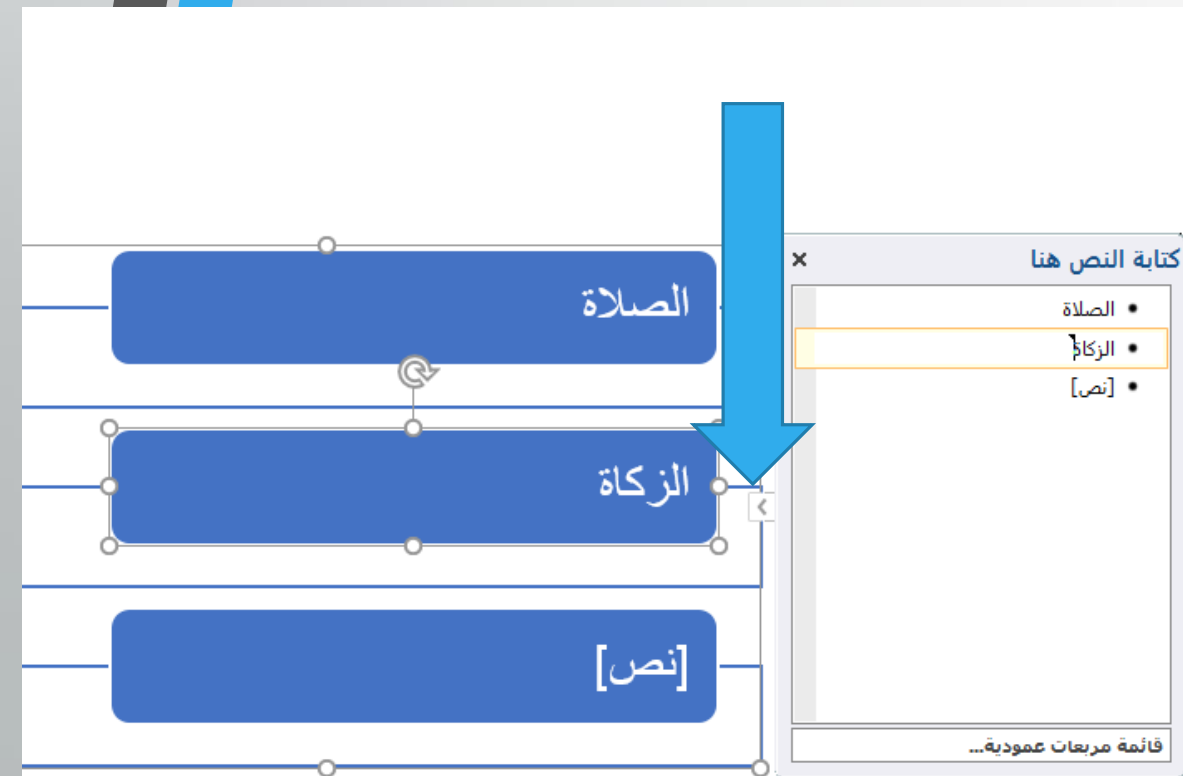 كتابة النص هنا
الصلاة
الزكاة
[نص]
قائمة مربعات عمودية...
الصلاة
الزكاة
[نص]